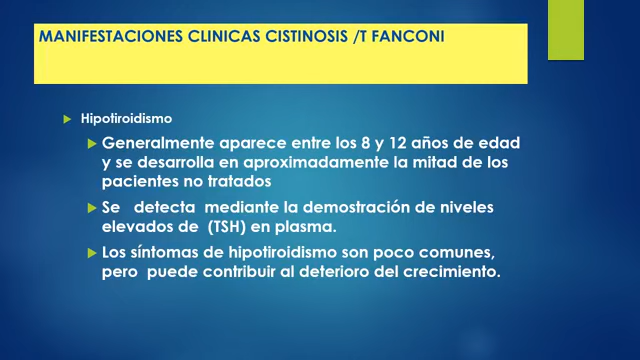 MANIFESTACIONES CLINICAS CISTINOSIS /T FANCONI
Hipotiroidismo
Generalmente aparece entre los 8 y 12 años de edad
y se desarrolla en aproximadamente la mitad de los
pacientes no tratados
Se detecta mediante la demostración de niveles
elevados de (TSH) en plasma.
Los síntomas de hipotiroidismo son poco comunes,
pero puede contribuir al deterioro del crecimiento.